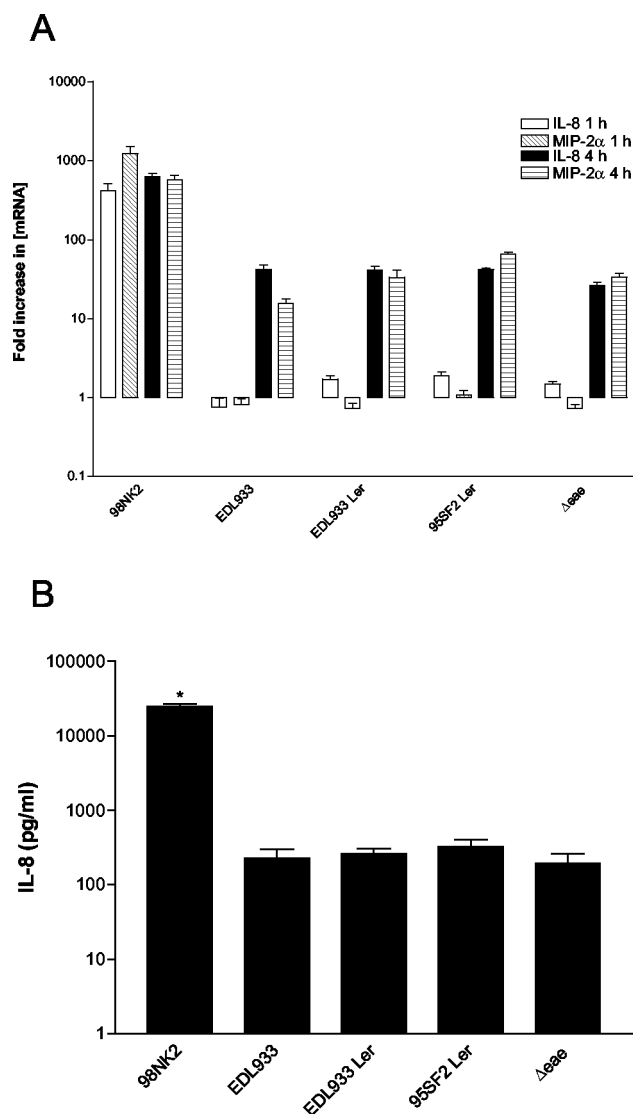 A
Fold increase in [mRNA]
10000
1000
100
10
1
0.1
IL-8 1 h
MIP-2α 1 h
IL-8 4 h
MIP-2α 4 h
98NK2
EDL933
EDL933 Ler
95SF2 Ler
Δeae
B
IL-8 (pg/ml)
100000
10000
1000
100
10
1
*
98NK2
EDL933
EDL933 Ler
95SF2 Ler
Δeae